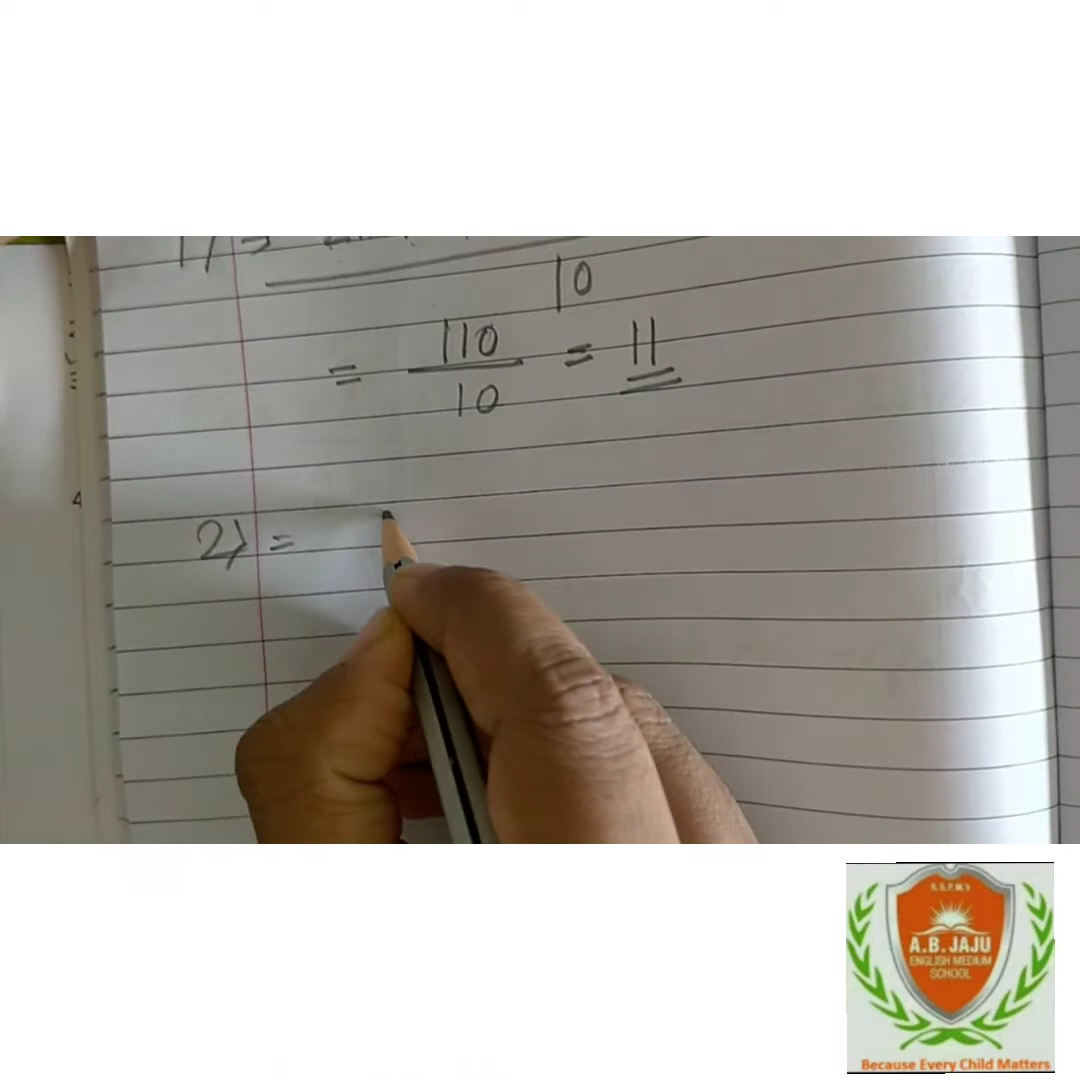 10
= 110/10 = 11
2) =
R.S.P.M.'s
A.B. JAJU
ENGLISH MEDIUM
SCHOOL
Because Every Child Matters